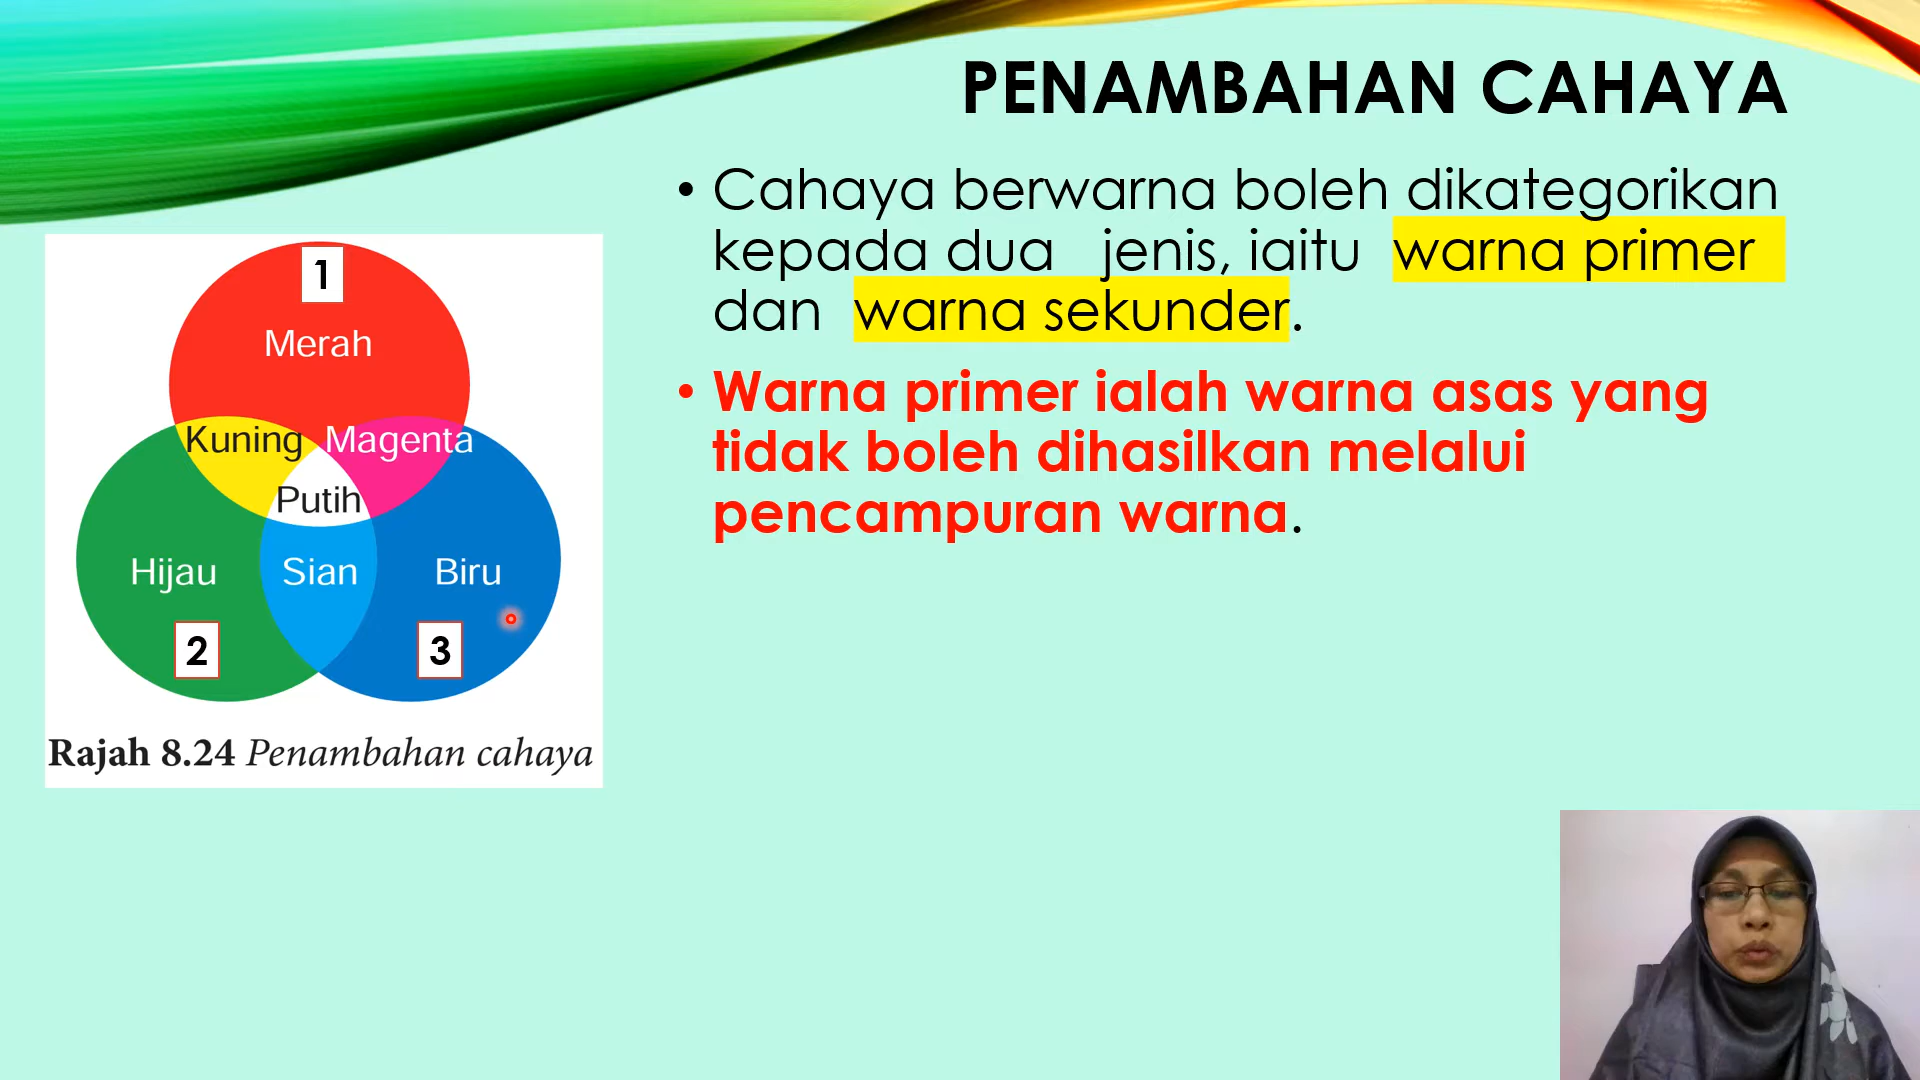 PENAMBAHAN CAHAYA
• Cahaya berwarna boleh dikategorikan
kepada dua jenis, iaitu warna primer
dan warna sekunder.
• Warna primer ialah warna asas yang
tidak boleh dihasilkan melalui
pencampuran warna.
1
Merah
Kuning Magenta
Putih
Hijau Sian Biru
2 3
Rajah 8.24 Penambahan cahaya